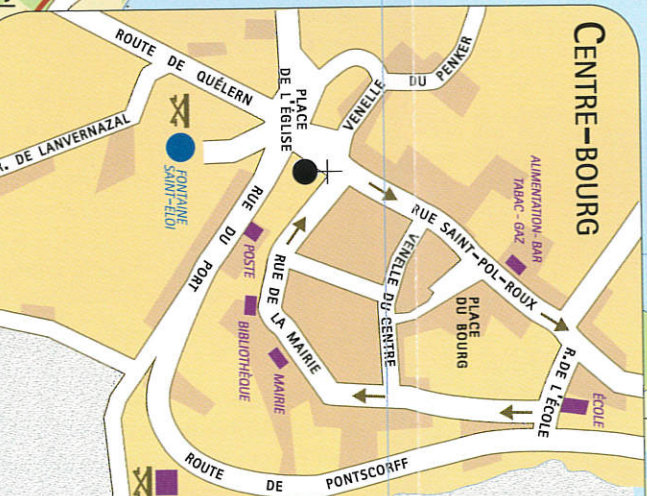 CENTRE-BOURG
ROUTE DE QUÉLERN
PLACE
DE L'ÉGLISE
VENELLE DU PENKER
R. DE LANVERNAZAL
FONTAINE
SAINT-ÉLOI
RUE DU PORT
POSTE
BIBLIOTHÈQUE
MAIRIE
RUE DE LA MAIRIE
VENELLE DU CENTRE
RUE SAINT-POL-ROUX
ALIMENTATION-BAR
TABAC - GAZ
PLACE
DU BOURG
R. DE L'ÉCOLE
ÉCOLE
ROUTE DE PONTSCORFF